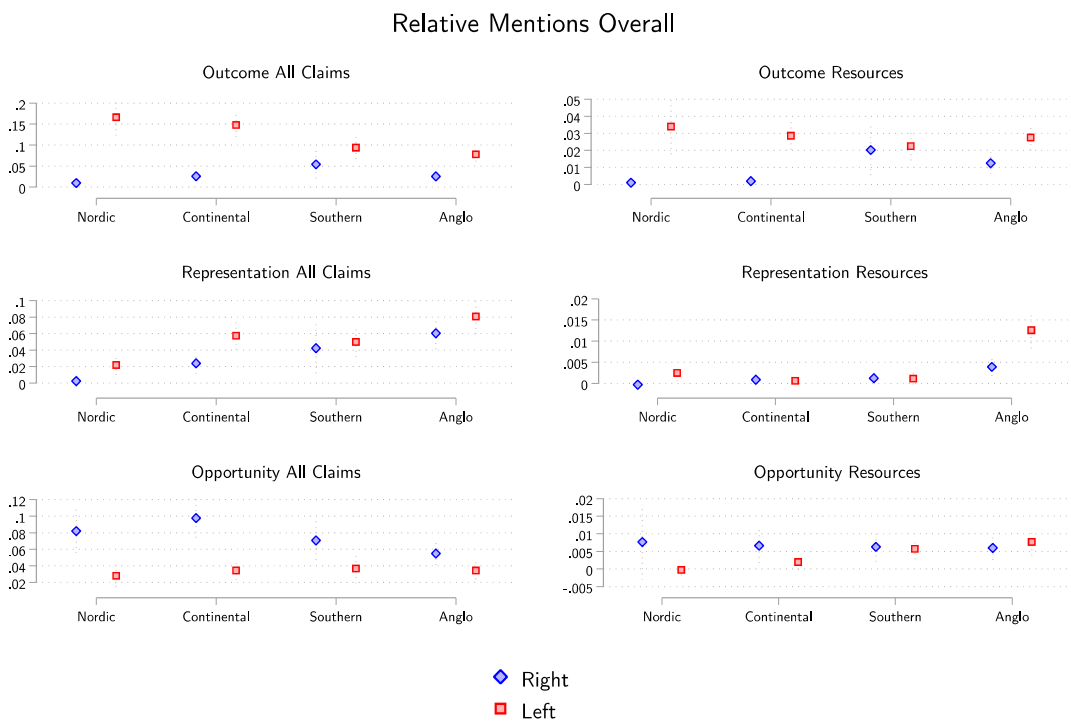 Relative Mentions Overall
Outcome All Claims
.2
.15
.1
.05
0
Nordic Continental Southern Anglo
Outcome Resources
.05
.04
.03
.02
.01
0
Nordic Continental Southern Anglo
Representation All Claims
.1
.08
.06
.04
.02
0
Nordic Continental Southern Anglo
Representation Resources
.02
.015
.01
.005
0
Nordic Continental Southern Anglo
Opportunity All Claims
.12
.1
.08
.06
.04
.02
Nordic Continental Southern Anglo
Opportunity Resources
.02
.015
.01
.005
0
-.005
Nordic Continental Southern Anglo
Right
Left